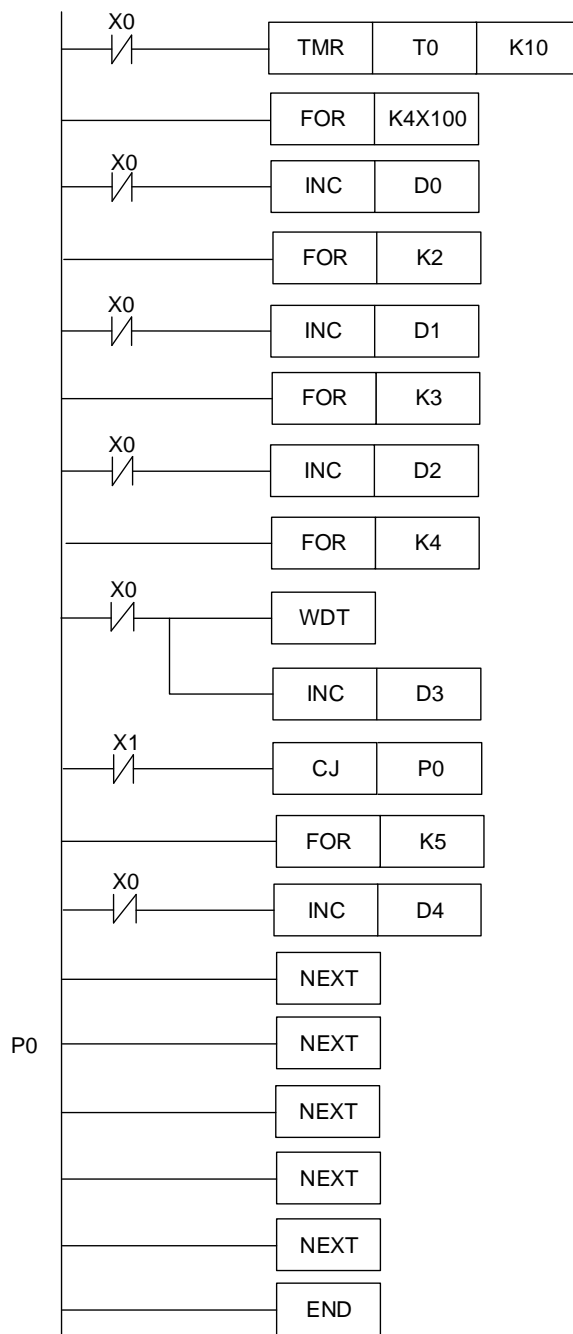 X0
TMR T0 K10
FOR K4X100
X0
INC D0
FOR K2
X0
INC D1
FOR K3
X0
INC D2
FOR K4
X0
WDT
INC D3
X1
CJ P0
FOR K5
X0
INC D4
NEXT
P0 NEXT
NEXT
NEXT
NEXT
END